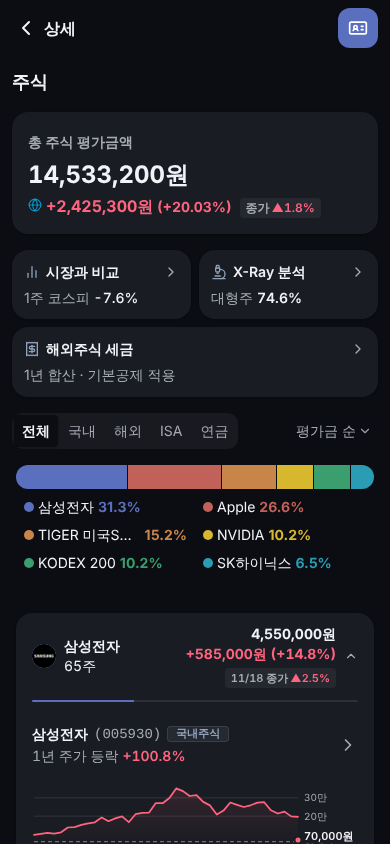 상세
주식
총 주식 평가금액
14,533,200원
+2,425,300원 (+20.03%) 종가 ▲1.8%
시장과 비교
1주 코스피 -7.6%
X-Ray 분석
대형주 74.6%
해외주식 세금
1년 합산 · 기본공제 적용
전체 국내 해외 ISA 연금 평가금 순
삼성전자 31.3% Apple 26.6%
TIGER 미국S... 15.2% NVIDIA 10.2%
KODEX 200 10.2% SK하이닉스 6.5%
SAMSUNG
삼성전자
65주
4,550,000원
+585,000원 (+14.8%)
11/18 종가 ▲2.5%
삼성전자 (005930) 국내주식
1년 주가 등락 +100.8%
30만
20만
70,000원